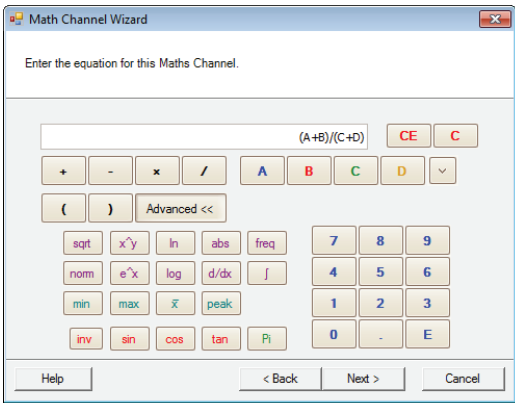 Math Channel Wizard
Enter the equation for this Maths Channel.
(A+B)/(C+D) CE C
+ - × / A B C D
( ) Advanced <<
sqrt x^y ln abs freq 7 8 9
norm e^x log d/dx ∫ 4 5 6
min max x̅ peak 1 2 3
inv sin cos tan Pi 0 . E
Help < Back Next > Cancel